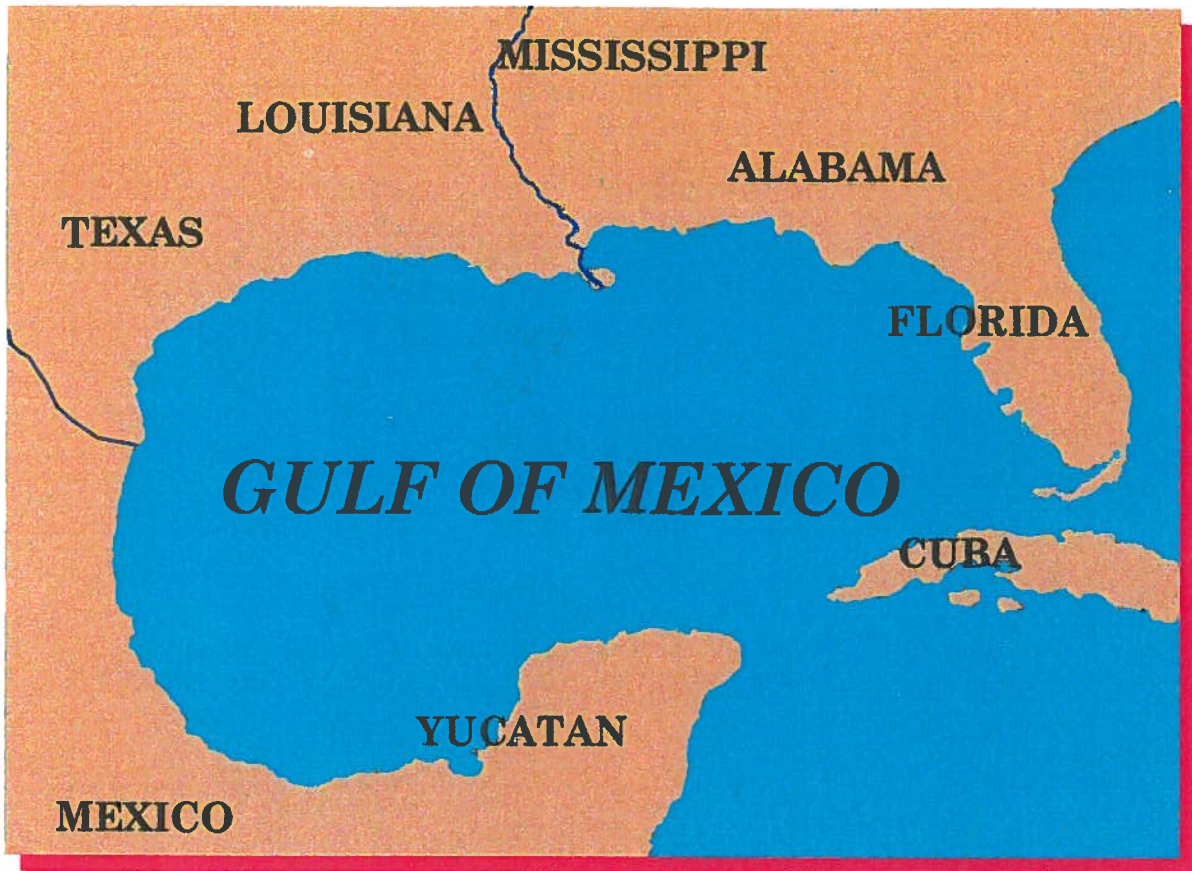 MISSISSIPPI
LOUISIANA
ALABAMA
TEXAS
FLORIDA
GULF OF MEXICO
CUBA
YUCATAN
MEXICO